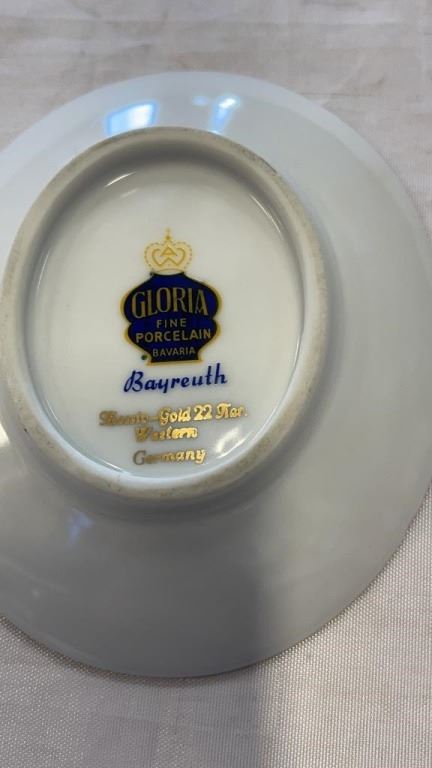 GLORIA
FINE
PORCELAIN
BAVARIA
Bayreuth
-Gold 22 Kar.
Western
Germany